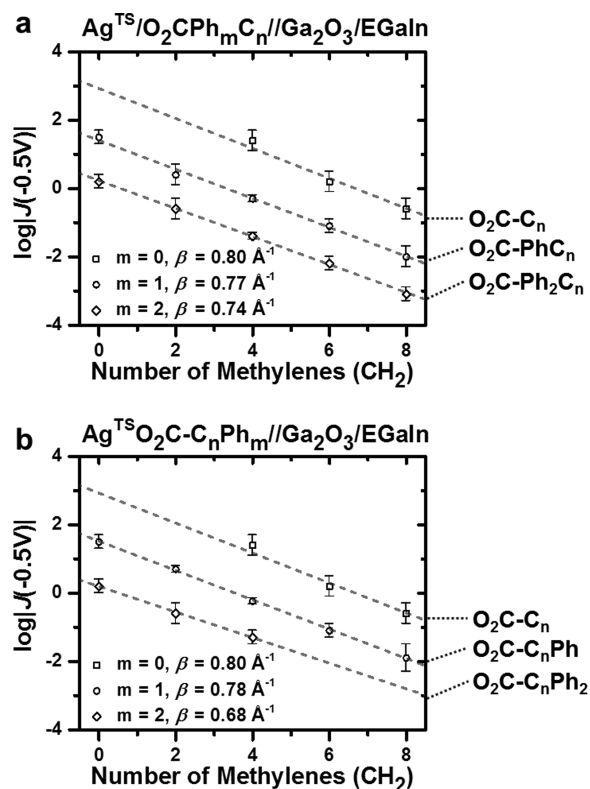 a
Ag^TS/O₂CPhₘCₙ//Ga₂O₃/EGaIn
log|J(-0.5V)|
4
2
0
-2
-4
m = 0, β = 0.80 Å⁻¹
m = 1, β = 0.77 Å⁻¹
m = 2, β = 0.74 Å⁻¹
O₂C-Cₙ
O₂C-PhCₙ
O₂C-Ph₂Cₙ
0 2 4 6 8
Number of Methylenes (CH₂)
b
Ag^TSO₂C-CₙPhₘ//Ga₂O₃/EGaIn
log|J(-0.5V)|
4
2
0
-2
-4
m = 0, β = 0.80 Å⁻¹
m = 1, β = 0.78 Å⁻¹
m = 2, β = 0.68 Å⁻¹
O₂C-Cₙ
O₂C-CₙPh
O₂C-CₙPh₂
0 2 4 6 8
Number of Methylenes (CH₂)